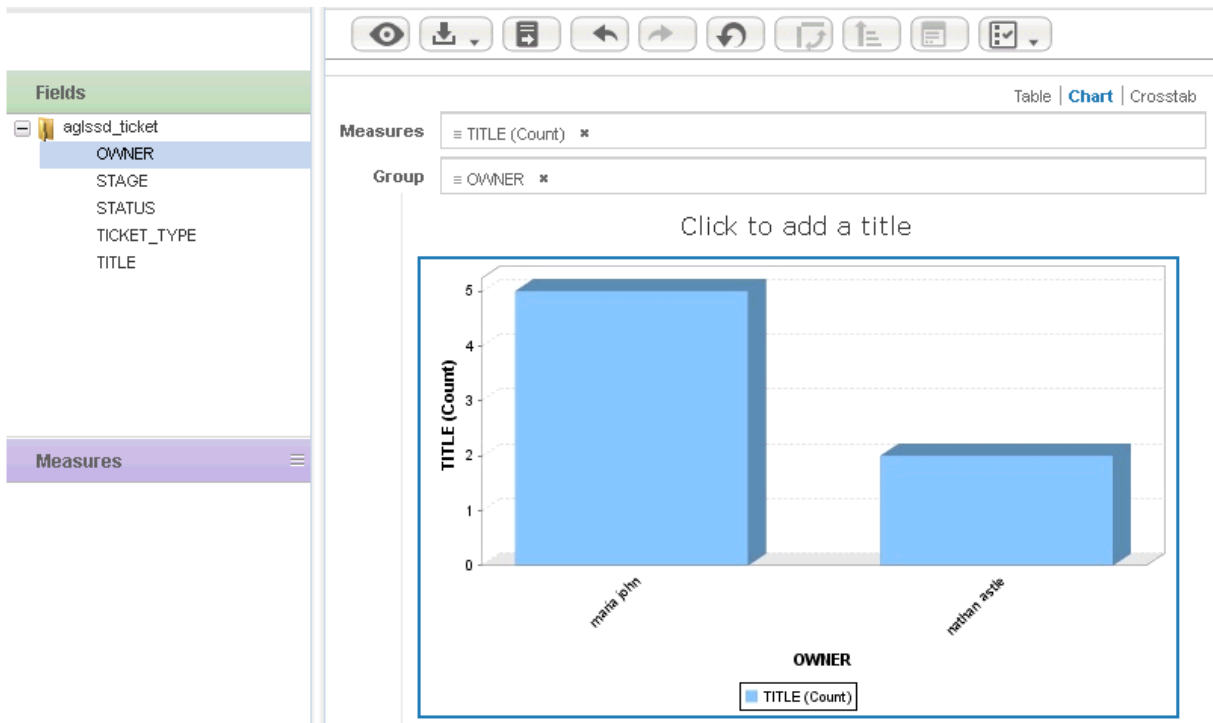 Fields
aglssd_ticket
OWNER
STAGE
STATUS
TICKET_TYPE
TITLE
Measures
Table | Chart | Crosstab
Measures
TITLE (Count)
Group
OWNER
Click to add a title
TITLE (Count)
5
4
3
2
1
0
maria john
nathan astle
OWNER
TITLE (Count)